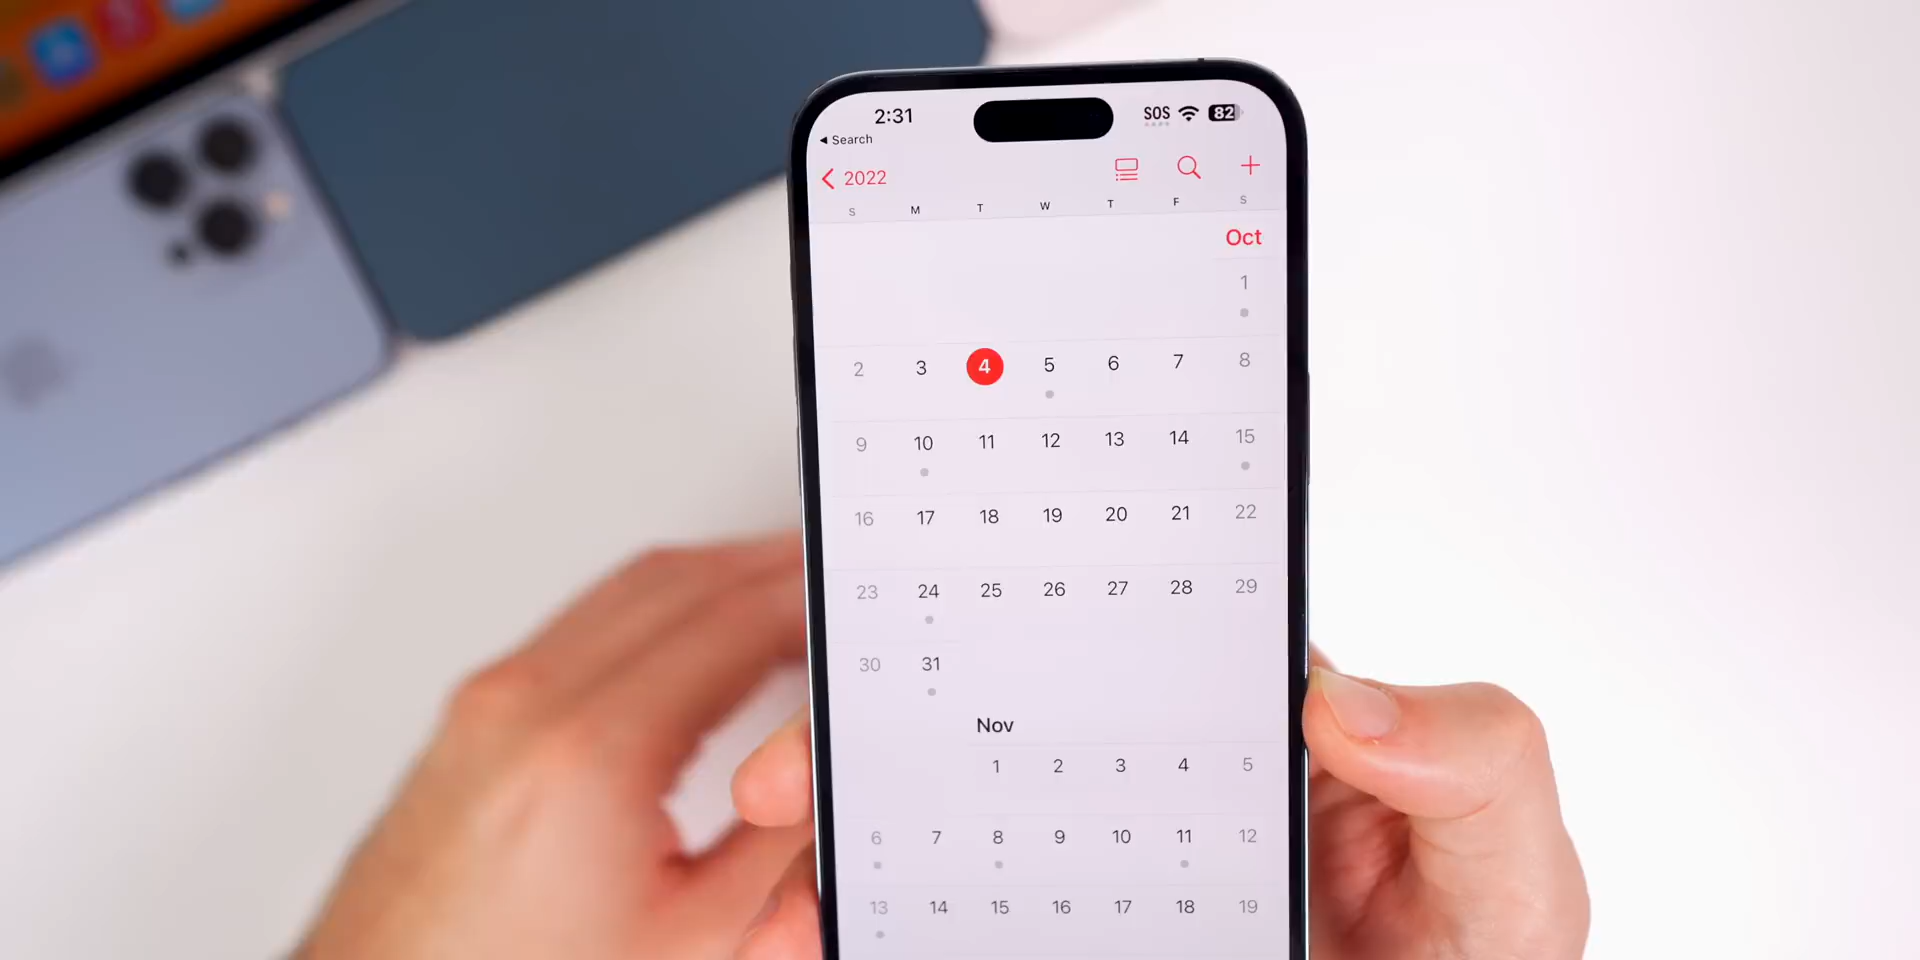 2:31 SOS 82
◀ Search
2022
S M T W T F S
Oct
1
2 3 4 5 6 7 8
9 10 11 12 13 14 15
16 17 18 19 20 21 22
23 24 25 26 27 28 29
30 31
Nov
1 2 3 4 5
6 7 8 9 10 11 12
13 14 15 16 17 18 19